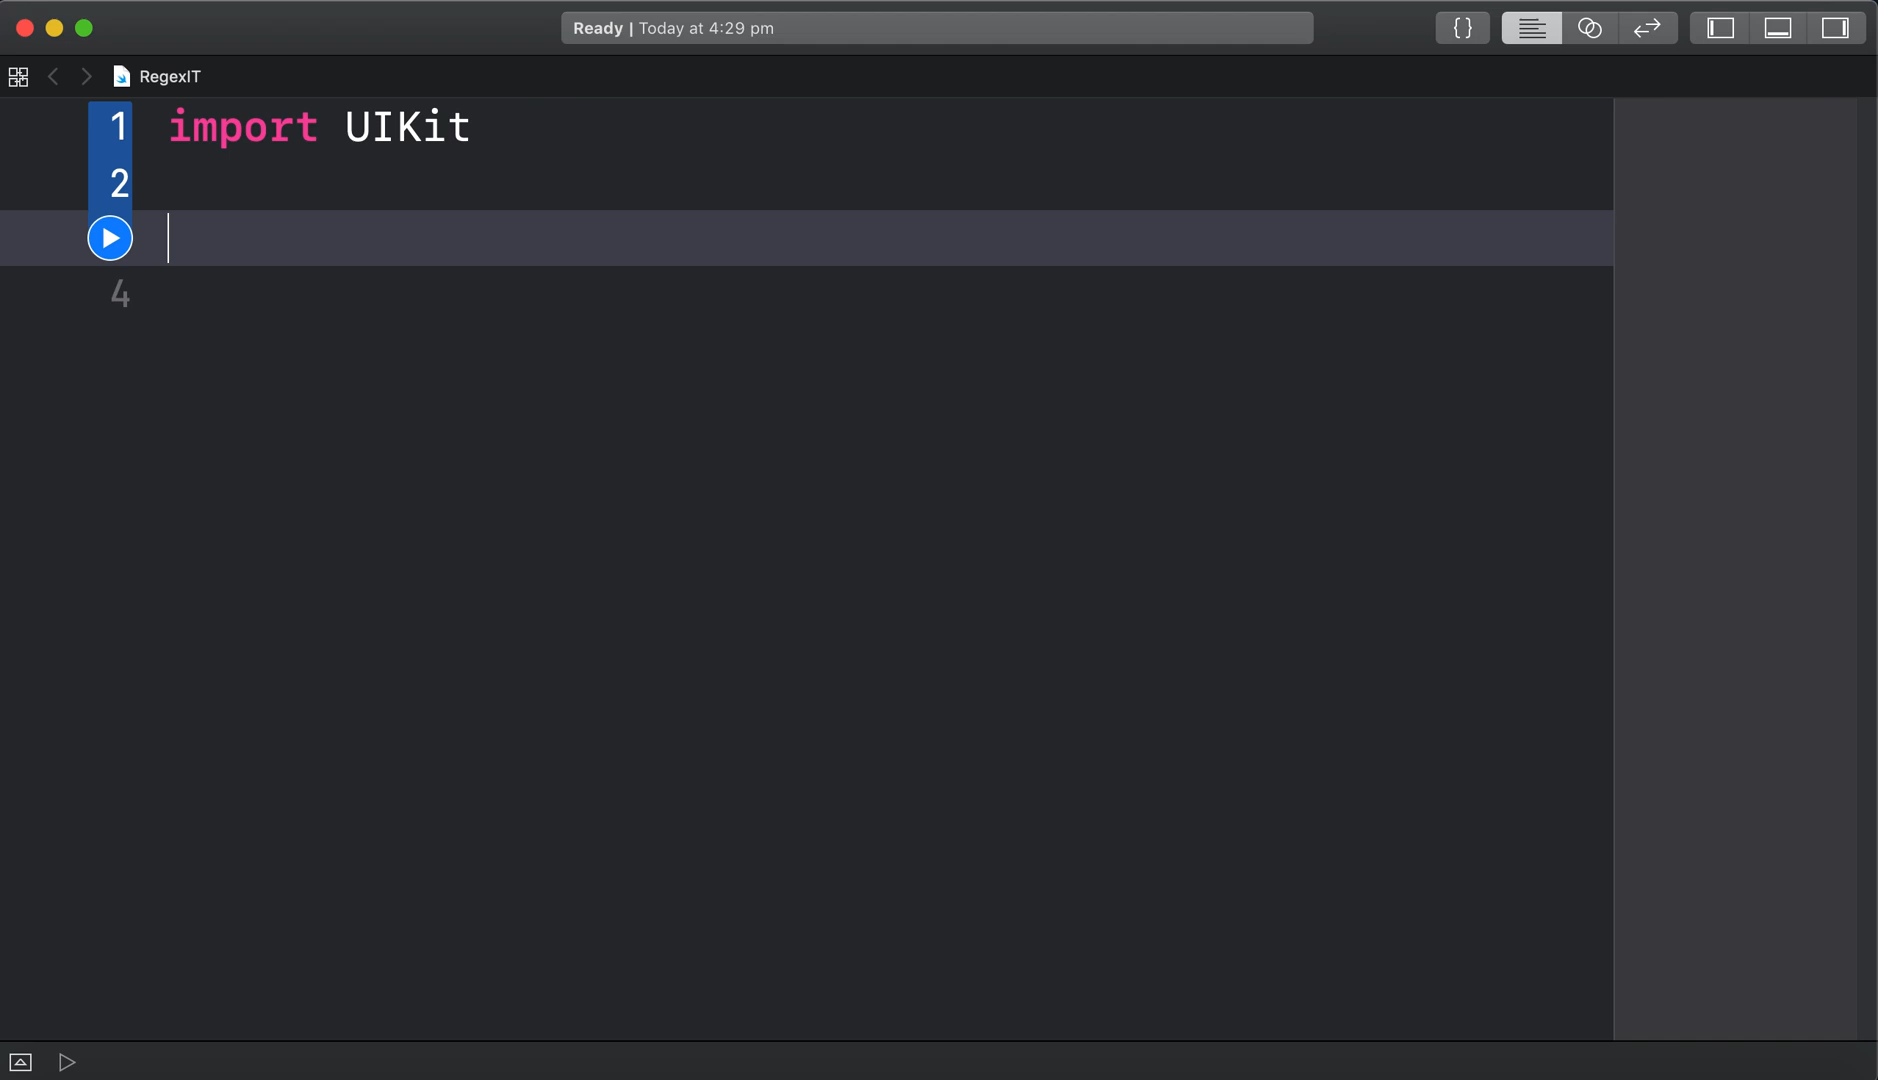 Ready | Today at 4:29 pm
{ }
RegexIT
1 import UIKit
2
4